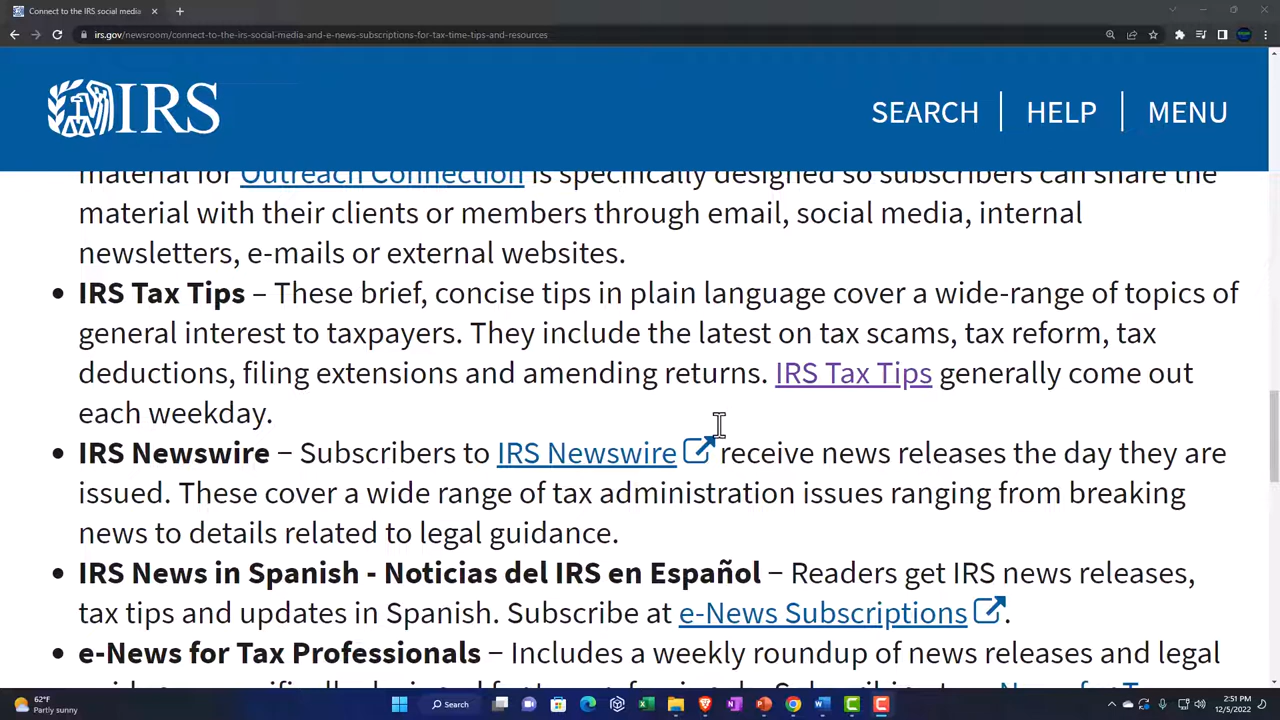 Connect to the IRS social media
irs.gov/newsroom/connect-to-the-irs-social-media-and-e-news-subscriptions-for-tax-time-tips-and-resources
IRS
SEARCH
HELP
MENU
material for Outreach Connection is specifically designed so subscribers can share the
material with their clients or members through email, social media, internal
newsletters, e-mails or external websites.
• IRS Tax Tips – These brief, concise tips in plain language cover a wide-range of topics of
general interest to taxpayers. They include the latest on tax scams, tax reform, tax
deductions, filing extensions and amending returns. IRS Tax Tips generally come out
each weekday.
• IRS Newswire – Subscribers to IRS Newswire receive news releases the day they are
issued. These cover a wide range of tax administration issues ranging from breaking
news to details related to legal guidance.
• IRS News in Spanish - Noticias del IRS en Español – Readers get IRS news releases,
tax tips and updates in Spanish. Subscribe at e-News Subscriptions.
• e-News for Tax Professionals – Includes a weekly roundup of news releases and legal
62°F
Partly sunny
Search
2:51 PM
12/5/2022